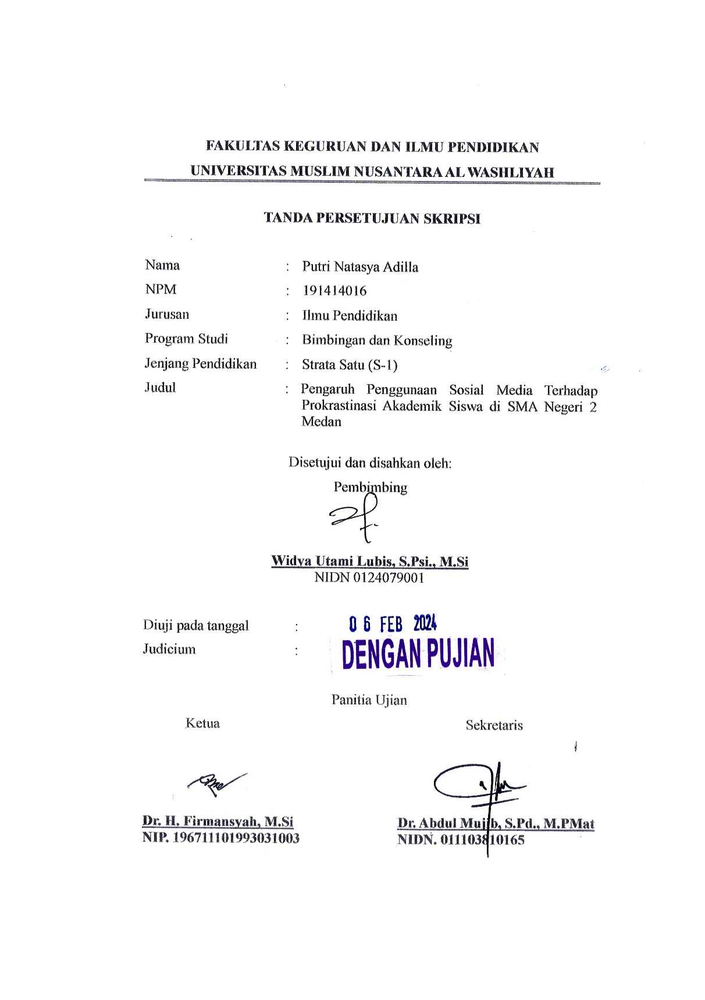 FAKULTAS KEGURUAN DAN ILMU PENDIDIKAN
UNIVERSITAS MUSLIM NUSANTARA AL WASHLIYAH
TANDA PERSETUJUAN SKRIPSI
Nama : Putri Natasya Adilla
NPM : 191414016
Jurusan : Ilmu Pendidikan
Program Studi : Bimbingan dan Konseling
Jenjang Pendidikan : Strata Satu (S-1)
Judul : Pengaruh Penggunaan Sosial Media Terhadap
Prokrastinasi Akademik Siswa di SMA Negeri 2
Medan
Disetujui dan disahkan oleh:
Pembimbing
Widya Utami Lubis, S.Psi., M.Si
NIDN 0124079001
Diuji pada tanggal : 06 FEB 2024
Judicium : DENGAN PUJIAN
Panitia Ujian
Ketua Sekretaris
Dr. H. Firmansyah, M.Si Dr. Abdul Mujib, S.Pd., M.PMat
NIP. 196711101993031003 NIDN. 011103810165